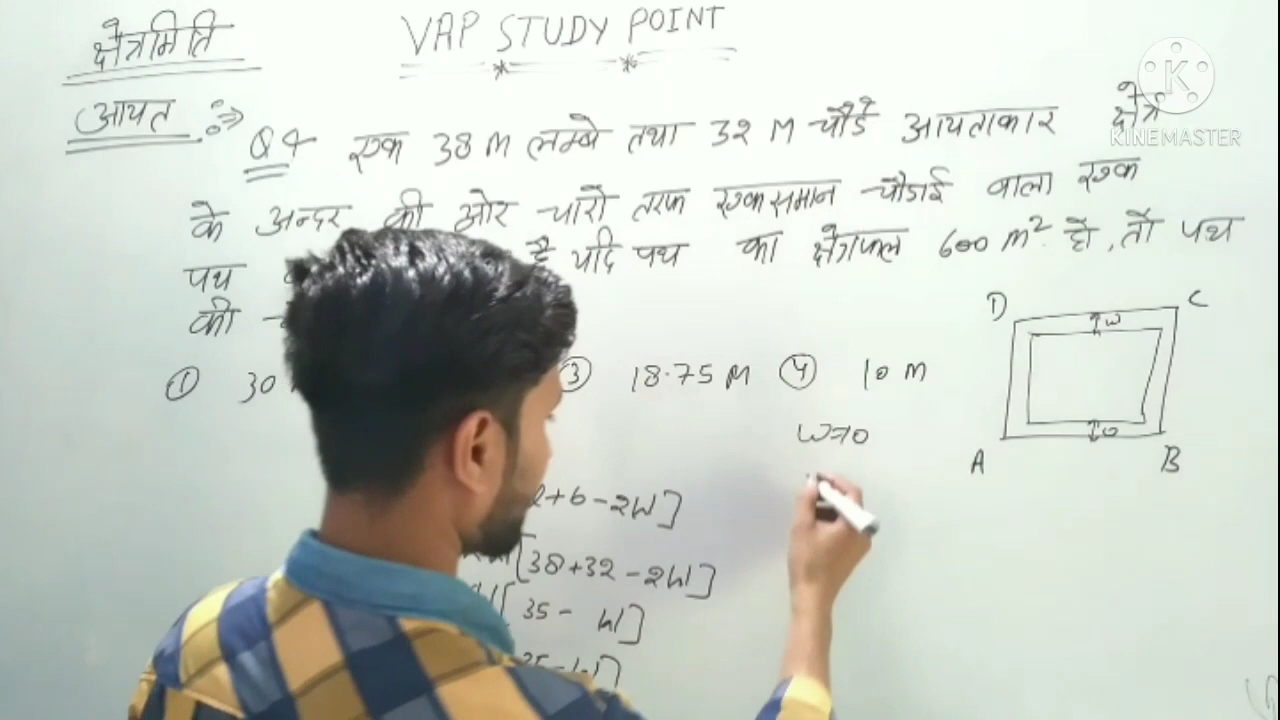 क्षेत्रमिति
VAP STUDY POINT
आयत :⇒
Q4 एक 38 M लम्बे तथा 32 M चौडे आयताकार क्षेत्र
के अन्दर की ओर चारो तरफ एकसमान चौडाई वाला एक
पथ है यदि पथ का क्षेत्रफल 600 m² हो, तो पथ
की
① 30 ③ 18.75 M ④ 10 m
D C
w
w
A B
W=10
+6-2W]
[38+32-2W]
[35- W]
KINEMASTER